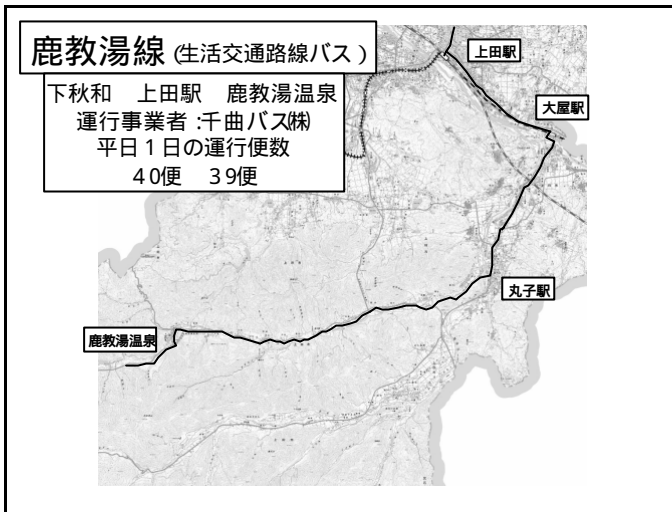 鹿教湯線(生活交通路線バス)
下秋和　上田駅　鹿教湯温泉
運行事業者:千曲バス㈱
平日1日の運行便数
40便　39便
上田駅
大屋駅
丸子駅
鹿教湯温泉